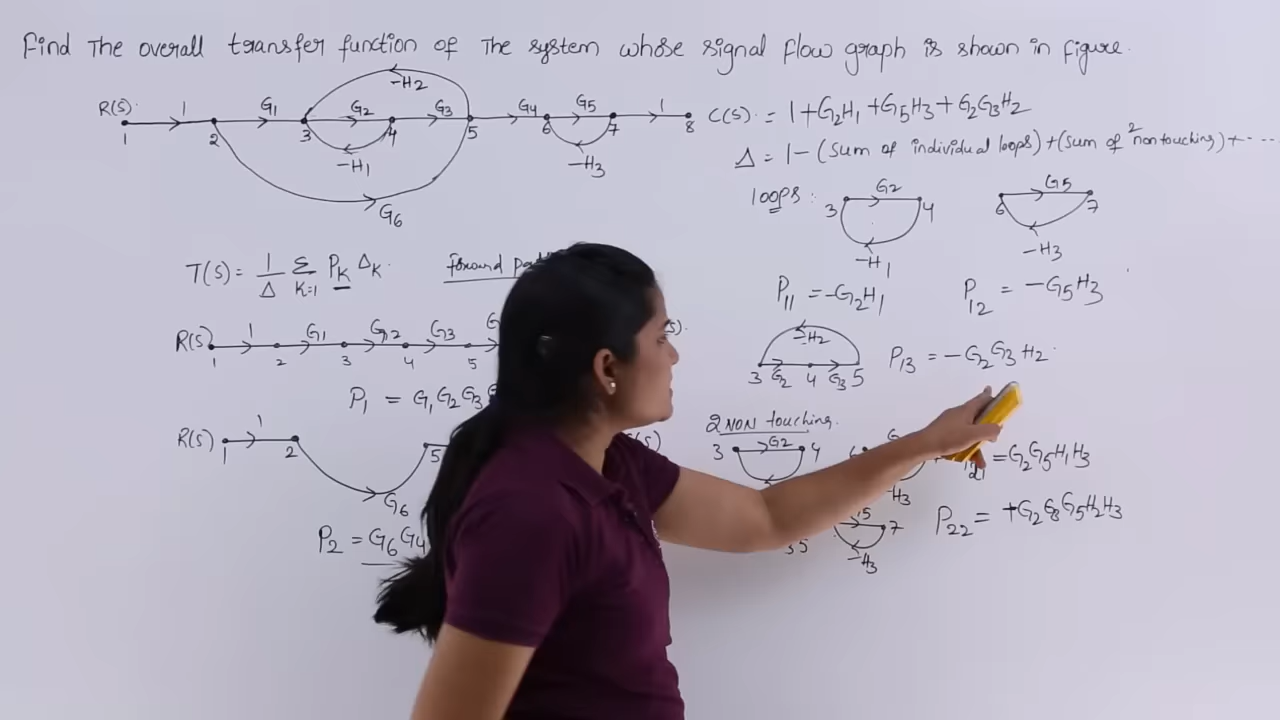 Find The overall transfer function of The system whose signal flow graph is shown in figure.
-H2
R(S). 1 G1 G2 G3 G4 G5 1 C(S). = 1+G2H1+G5H3+G2G3H2
1 2 3 4 5 6 7 8
-H1 -H3
G6
Δ = 1-(sum of individual loops)+(sum of 2 nontouching)+-....
loops: 3 G2 4 6 G5 7
-H1 -H3
T(S) = 1/Δ Σ K=1 PK ΔK. forward
P11 = -G2H1 P12 = -G5H3
R(S) 1 G1 G2 G3
1 2 3 4 5
-H2
3 G2 4 G3 5 P13 = -G2G3H2
P1 = G1G2G3
2 NON touching.
R(S) 1
1 2 5
3 G2 4 = G2G5H1H3
G6 -H3
P2 = G6G4
P22 = +G2G3G5H2H3
5 7
-H3